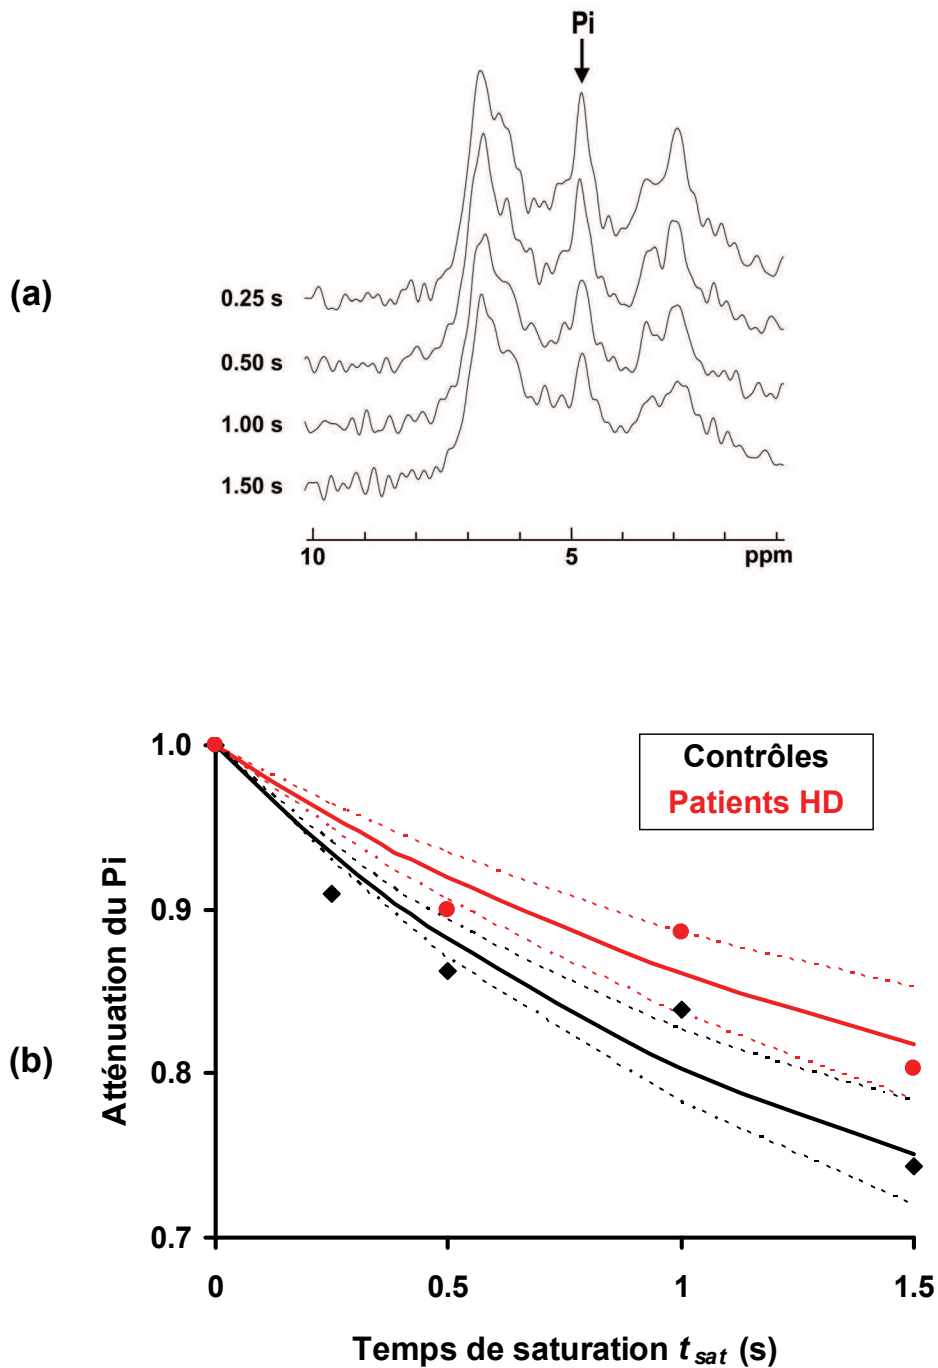 Pi
(a)
0.25 s
0.50 s
1.00 s
1.50 s
10 5 ppm
(b)
Atténuation du Pi
1.0
0.9
0.8
0.7
Contrôles
Patients HD
0 0.5 1 1.5
Temps de saturation t sat (s)